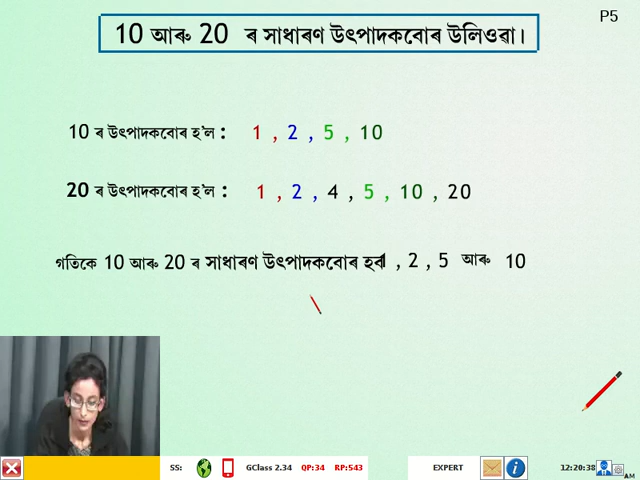 P5
10 আৰু 20 ৰ সাধাৰণ উৎপাদকবোৰ উলিওৱা।
10 ৰ উৎপাদকবোৰ হ'ল : 1 , 2 , 5 , 10
20 ৰ উৎপাদকবোৰ হ'ল : 1 , 2 , 4 , 5 , 10 , 20
গতিকে 10 আৰু 20 ৰ সাধাৰণ উৎপাদকবোৰ হব 1 , 2 , 5 আৰু 10
SS: GClass 2.34 QP:34 RP:543 EXPERT 12:20:38 AM